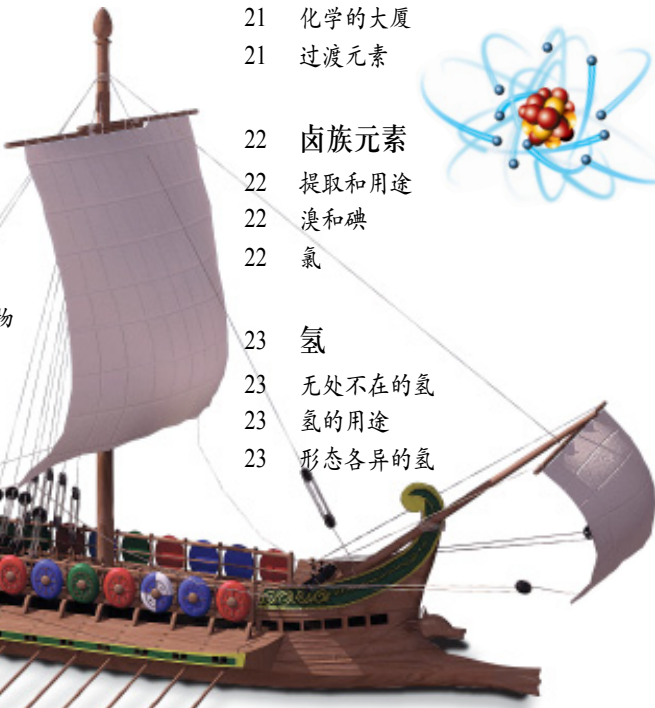 21 化学的大厦
21 过渡元素
22 卤族元素
22 提取和用途
22 溴和碘
22 氯
物
23 氢
23 无处不在的氢
23 氢的用途
23 形态各异的氢